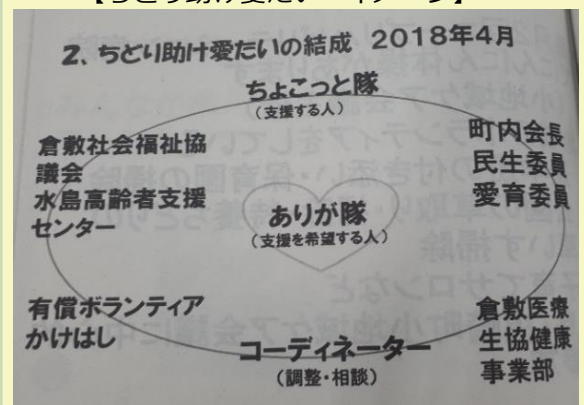 2、ちどり助け愛たいの結成 2018年4月
ちょこっと隊
(支援する人)
倉敷社会福祉協
議会
水島高齢者支援
センター
町内会長
民生委員
愛育委員
ありが隊
(支援を希望する人)
有償ボランティア
かけはし
コーディネーター
(調整・相談)
倉敷医療
生協健康
事業部